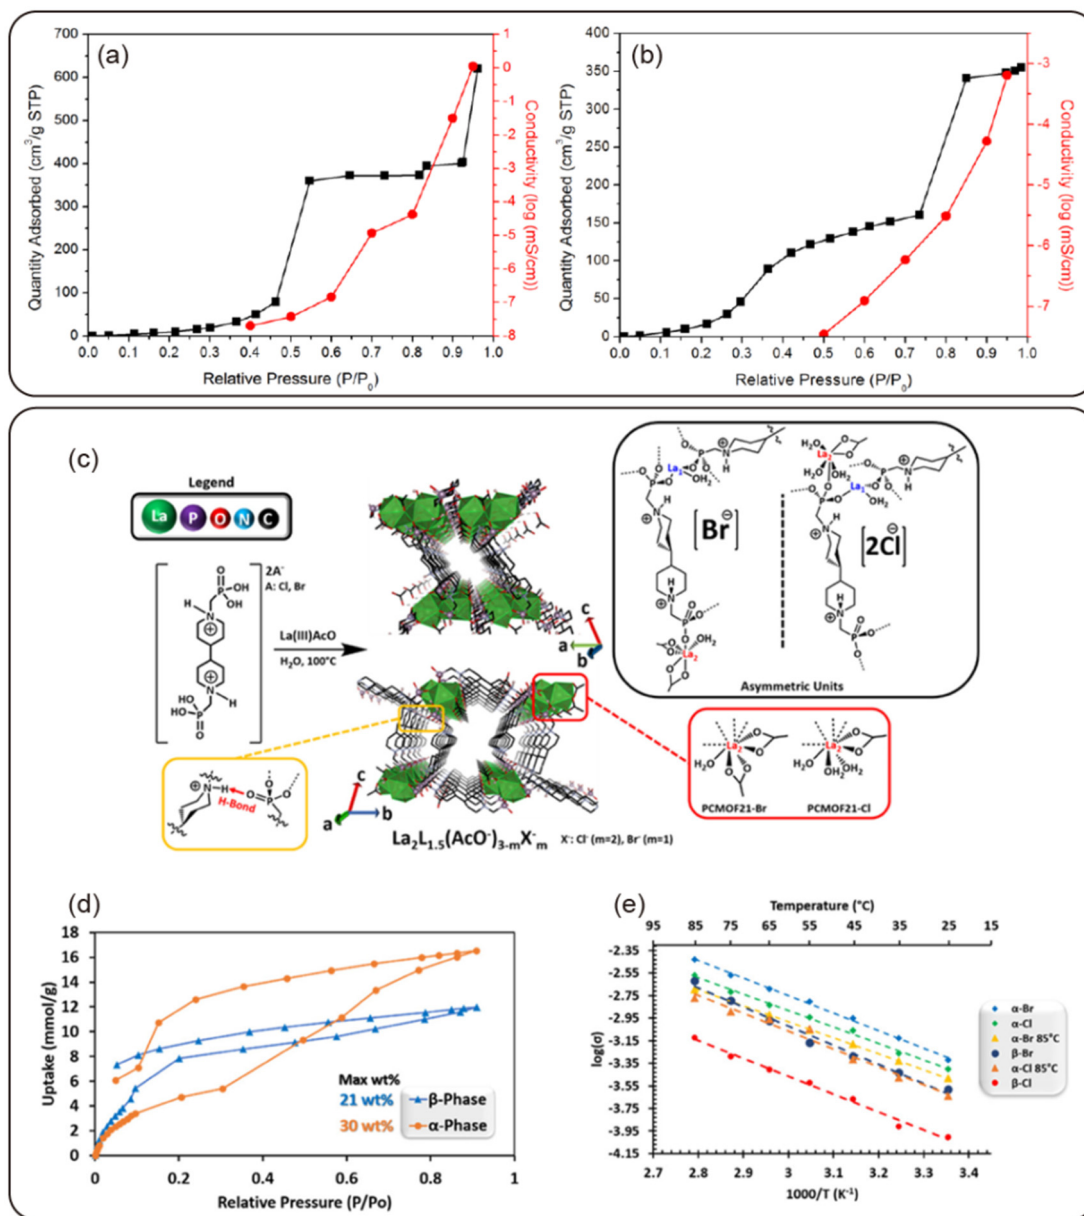 (a)
700
600
500
400
300
200
100
0
Quantity Adsorbed (cm³/g STP)
0.0 0.1 0.2 0.3 0.4 0.5 0.6 0.7 0.8 0.9 1.0
Relative Pressure (P/P₀)
1
0
-1
-2
-3
-4
-5
-6
-7
-8
Conductivity (log (mS/cm))
(b)
400
350
300
250
200
150
100
50
0
Quantity Adsorbed (cm³/g STP)
0.0 0.1 0.2 0.3 0.4 0.5 0.6 0.7 0.8 0.9 1.0
Relative Pressure (P/P₀)
-3
-4
-5
-6
-7
Conductivity (log (mS/cm))
(c)
Legend
La P O N C
2A⁻
A: Cl, Br
La(III)AcO
H₂O, 100°C
H-Bond
c
a
b
c
a
b
La₂L₁.₅(AcO⁻)₃₋ₘX⁻ₘ X⁻: Cl⁻ (m=2), Br⁻ (m=1)
[Br⁻]
[2Cl⁻]
Asymmetric Units
PCMOF21-Br PCMOF21-Cl
(d)
18
16
14
12
10
8
6
4
2
0
Uptake (mmol/g)
Max wt%
21 wt%
30 wt%
β-Phase
α-Phase
0 0.2 0.4 0.6 0.8 1
Relative Pressure (P/Po)
(e)
Temperature (°C)
95 85 75 65 55 45 35 25 15
-2.35
-2.55
-2.75
-2.95
-3.15
-3.35
-3.55
-3.75
-3.95
-4.15
log(σ)
α-Br
α-Cl
α-Br 85°C
β-Br
α-Cl 85°C
β-Cl
2.7 2.8 2.9 3 3.1 3.2 3.3 3.4
1000/T (K⁻¹)